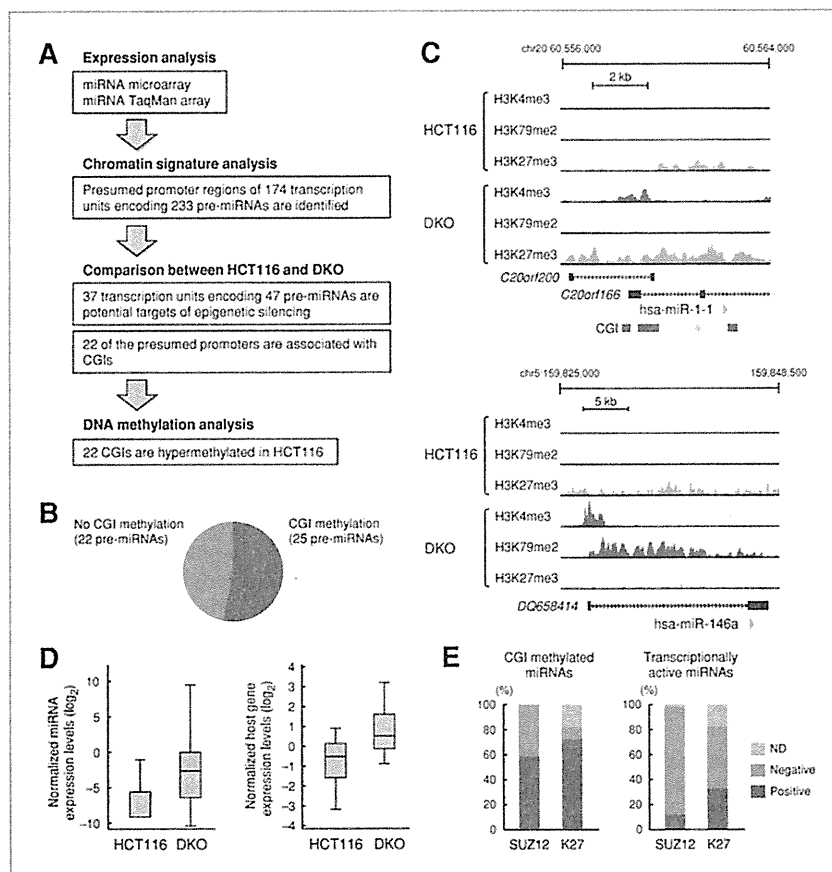 A
Expression analysis
miRNA microarray
miRNA TaqMan array
Chromatin signature analysis
Presumed promoter regions of 174 transcription
units encoding 233 pre-miRNAs are identified
Comparison between HCT116 and DKO
37 transcription units encoding 47 pre-miRNAs are
potential targets of epigenetic silencing
22 of the presumed promoters are associated with
CGIs
DNA methylation analysis
22 CGIs are hypermethylated in HCT116
B
No CGI methylation
(22 pre-miRNAs)
CGI methylation
(25 pre-miRNAs)
C
chr20 60,556,000
60,564,000
2 kb
HCT116
H3K4me3
H3K79me2
H3K27me3
DKO
H3K4me3
H3K79me2
H3K27me3
C20orf200
C20orf166
hsa-miR-1-1
CGI
chr5 159,825,000
159,848,500
5 kb
HCT116
H3K4me3
H3K79me2
H3K27me3
DKO
H3K4me3
H3K79me2
H3K27me3
DQ658414
hsa-miR-146a
D
Normalized miRNA
expression levels (log2)
10
5
0
−5
−10
HCT116 DKO
Normalized host gene
expression levels (log2)
4
3
2
1
0
−1
−2
−3
−4
HCT116 DKO
E
CGI methylated
miRNAs
(%)
100
80
60
40
20
0
SUZ12 K27
Transcriptionally
active miRNAs
(%)
100
80
60
40
20
0
SUZ12 K27
ND
Negative
Positive